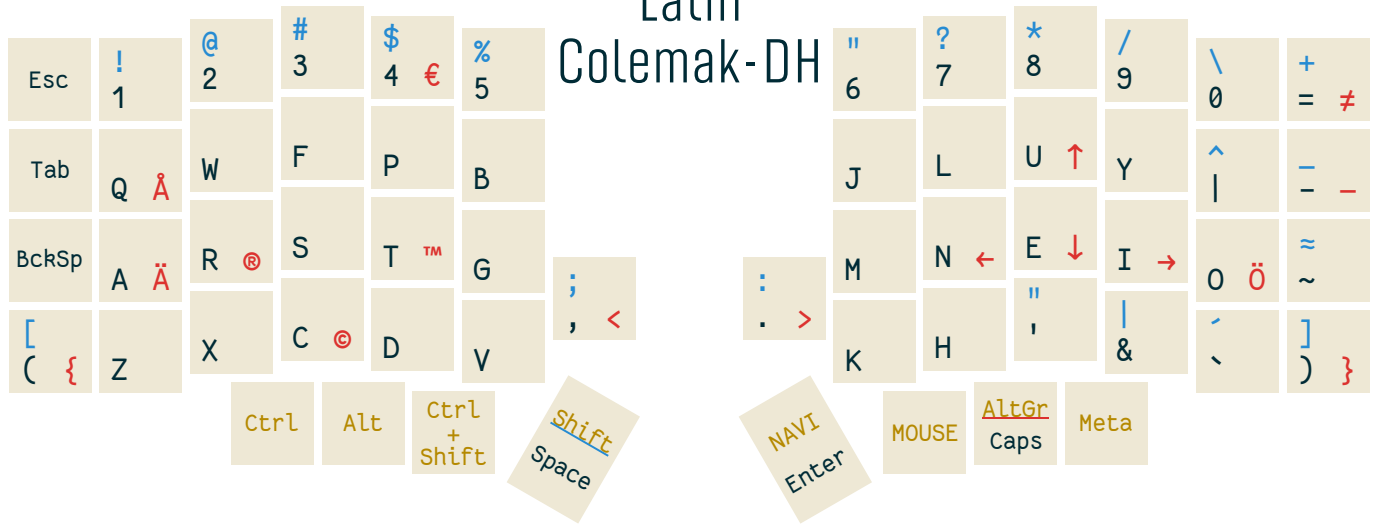 Latin
Colemak-DH
Esc ! 1 @ 2 # 3 $ 4 € % 5 " 6 ? 7 * 8 / 9 \ 0 + = ≠
Tab Q Å W F P B J L U ↑ Y ^ | _ - –
BckSp A Ä R ® S T ™ G M N ← E ↓ I → O Ö ≈ ~
; , < : . >
[ ( { Z X C © D V K H " ' | & ´ ` ] ) }
Ctrl Alt Ctrl + Shift Shift Space NAVI Enter MOUSE AltGr Caps Meta